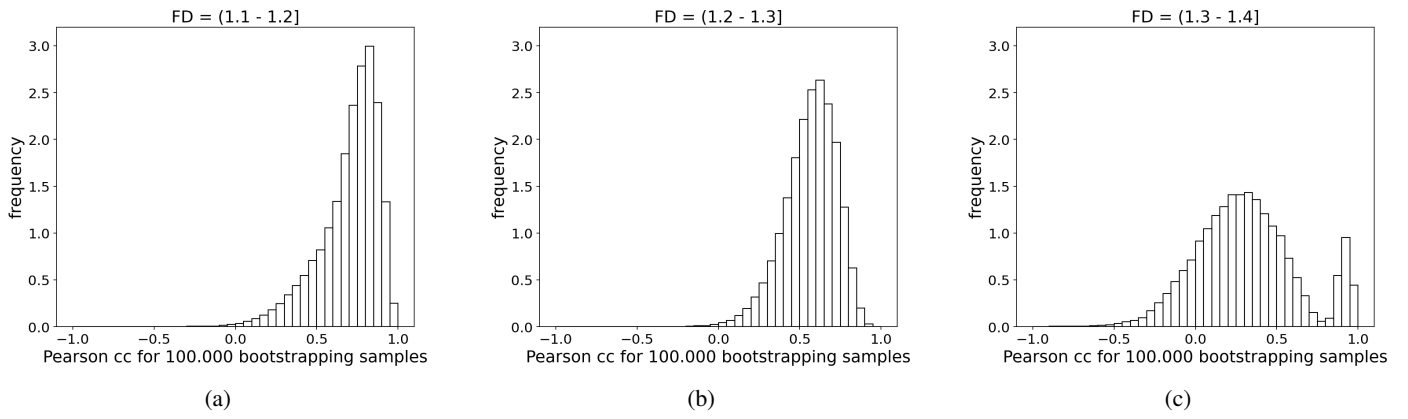 FD = (1.1 - 1.2]
3.0
2.5
2.0
1.5
1.0
0.5
0.0
frequency
−1.0 −0.5 0.0 0.5 1.0
Pearson cc for 100.000 bootstrapping samples
(a)
FD = (1.2 - 1.3]
3.0
2.5
2.0
1.5
1.0
0.5
0.0
frequency
−1.0 −0.5 0.0 0.5 1.0
Pearson cc for 100.000 bootstrapping samples
(b)
FD = (1.3 - 1.4]
3.0
2.5
2.0
1.5
1.0
0.5
0.0
frequency
−1.0 −0.5 0.0 0.5 1.0
Pearson cc for 100.000 bootstrapping samples
(c)